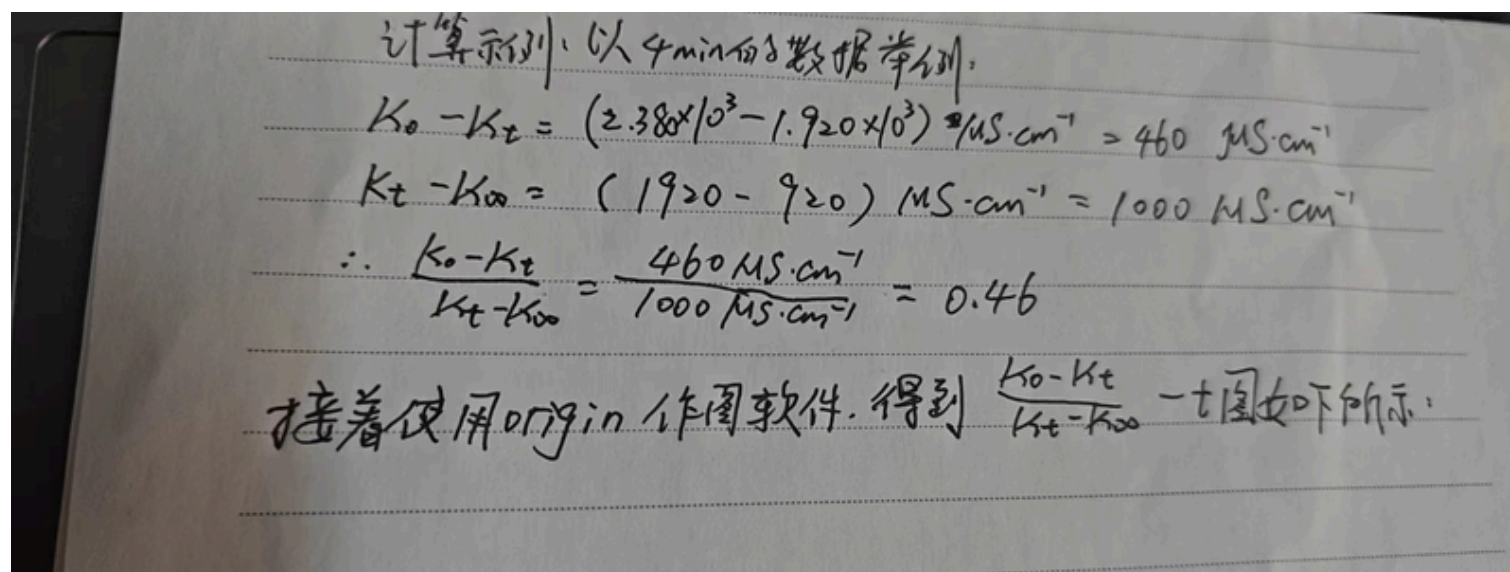 计算示例:以4min的数据举例:
K₀-Kt=(2.380×10³-1.920×10³) μS·cm⁻¹=460 μS·cm⁻¹
Kt-K∞=(1920-920) μS·cm⁻¹=1000 μS·cm⁻¹
∴ (K₀-Kt)/(Kt-K∞)=460 μS·cm⁻¹/1000 μS·cm⁻¹=0.46
接着使用origin作图软件.得到 (K₀-Kt)/(Kt-K∞) -t图如下所示: